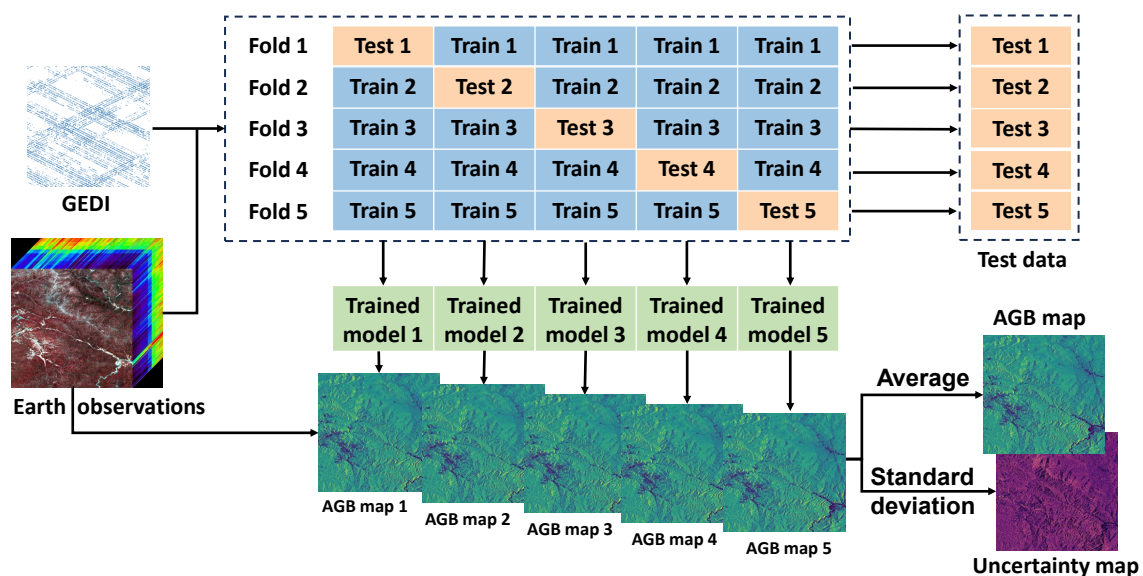 Fold 1 Test 1 Train 1 Train 1 Train 1 Train 1 Test 1
Fold 2 Train 2 Test 2 Train 2 Train 2 Train 2 Test 2
Fold 3 Train 3 Train 3 Test 3 Train 3 Train 3 Test 3
Fold 4 Train 4 Train 4 Train 4 Test 4 Train 4 Test 4
Fold 5 Train 5 Train 5 Train 5 Train 5 Test 5 Test 5
GEDI
Test data
Earth observations
Trained
model 1
Trained
model 2
Trained
model 3
Trained
model 4
Trained
model 5
AGB map 1
AGB map 2
AGB map 3
AGB map 4
AGB map 5
Average
Standard
deviation
AGB map
Uncertainty map